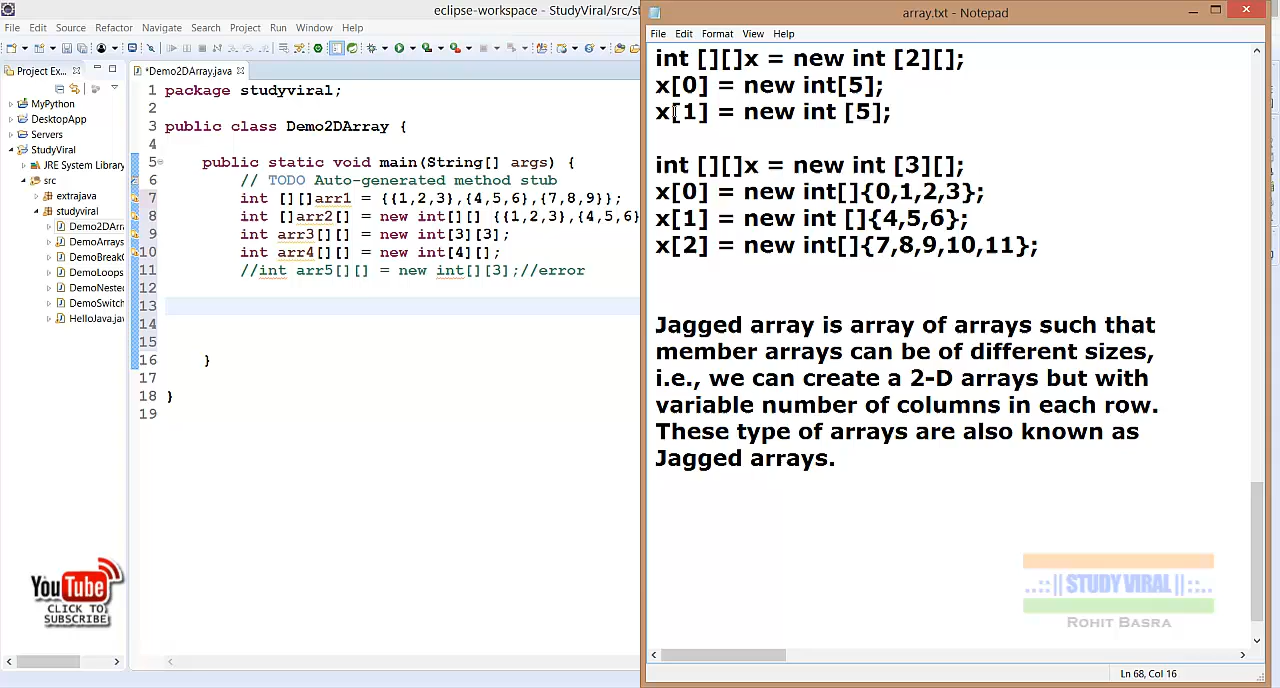 eclipse-workspace - StudyViral/src/st
File Edit Source Refactor Navigate Search Project Run Window Help
Project Ex...
MyPython
DesktopApp
Servers
StudyViral
JRE System Library
src
extrajava
studyviral
Demo2DArr
DemoArrays
DemoBreak
DemoLoops
DemoNeste
DemoSwitch
HelloJava.jav
*Demo2DArray.java
1 package studyviral;
2
3 public class Demo2DArray {
4
5 public static void main(String[] args) {
6 // TODO Auto-generated method stub
7 int [][]arr1 = {{1,2,3},{4,5,6},{7,8,9}};
8 int []arr2[] = new int[][] {{1,2,3},{4,5,6}
9 int arr3[][] = new int[3][3];
10 int arr4[][] = new int[4][];
11 //int arr5[][] = new int[][3];//error
12
13
14
15
16 }
17
18 }
19
YouTube
CLICK TO
SUBSCRIBE
array.txt - Notepad
File Edit Format View Help
int [][]x = new int [2][];
x[0] = new int[5];
x[1] = new int [5];
int [][]x = new int [3][];
x[0] = new int[]{0,1,2,3};
x[1] = new int []{4,5,6};
x[2] = new int[]{7,8,9,10,11};
Jagged array is array of arrays such that
member arrays can be of different sizes,
i.e., we can create a 2-D arrays but with
variable number of columns in each row.
These type of arrays are also known as
Jagged arrays.
..::|| STUDY VIRAL ||::..
ROHIT BASRA
Ln 68, Col 16